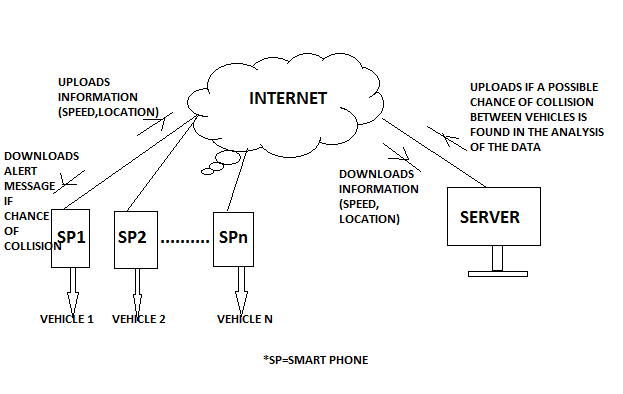 UPLOADS
INFORMATION
(SPEED,LOCATION)
INTERNET
UPLOADS IF A POSSIBLE
CHANCE OF COLLISION
BETWEEN VEHICLES IS
FOUND IN THE ANALYSIS
OF THE DATA
DOWNLOADS
ALERT
MESSAGE
IF
CHANCE
OF
COLLISION
DOWNLOADS
INFORMATION
(SPEED,
LOCATION)
SP1 SP2 .......... SPn
SERVER
VEHICLE 1 VEHICLE 2 VEHICLE N
*SP=SMART PHONE